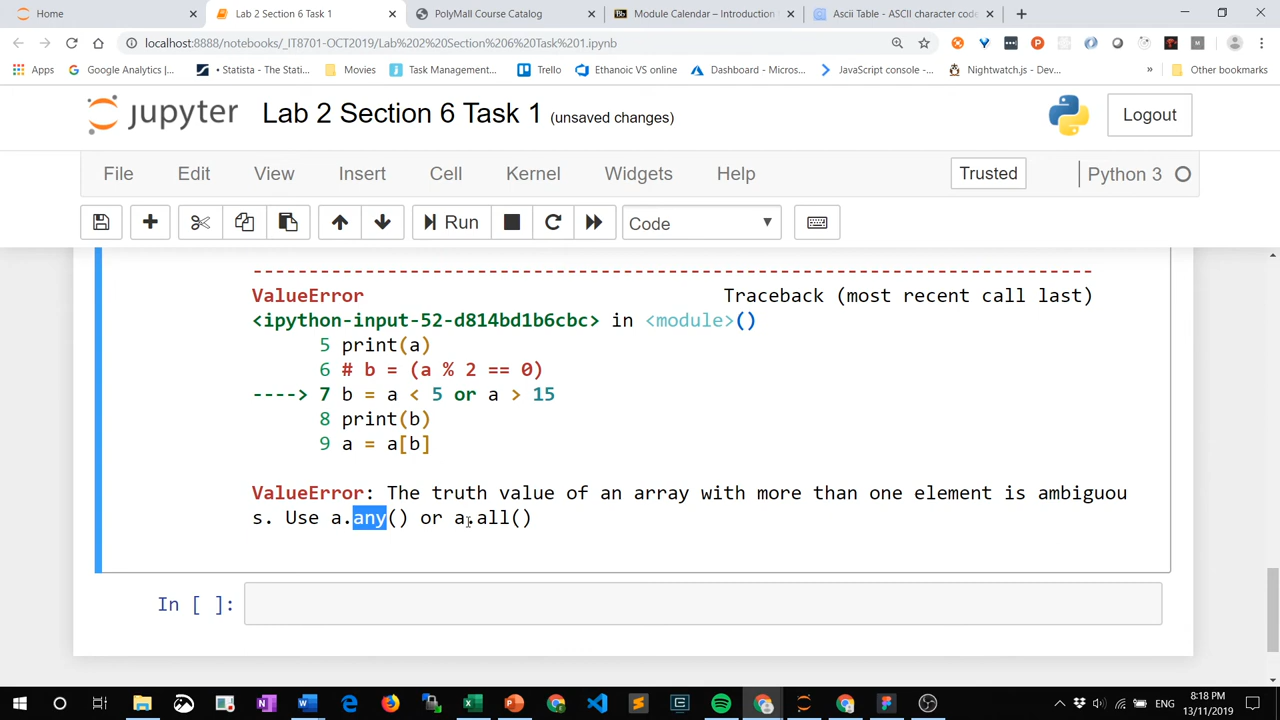 Home
Lab 2 Section 6 Task 1
PolyMall Course Catalog
Module Calendar – Introduction
Ascii Table - ASCII character code
localhost:8888/notebooks/_IT8701-OCT2019/Lab%202%20Section%206%20Task%201.ipynb
Apps
Google Analytics |...
• Statista - The Stati...
Movies
Task Management...
Trello
Ethanoic VS online
Dashboard - Micros...
JavaScript console -...
Nightwatch.js - Dev...
»
Other bookmarks
jupyter
Lab 2 Section 6 Task 1 (unsaved changes)
Logout
File Edit View Insert Cell Kernel Widgets Help
Trusted
Python 3
Run
Code
---------------------------------------------------------------------------
ValueError Traceback (most recent call last)
<ipython-input-52-d814bd1b6cbc> in <module>()
5 print(a)
6 # b = (a % 2 == 0)
----> 7 b = a < 5 or a > 15
8 print(b)
9 a = a[b]
ValueError: The truth value of an array with more than one element is ambiguou
s. Use a.any() or a.all()
In [ ]:
ENG
8:18 PM
13/11/2019